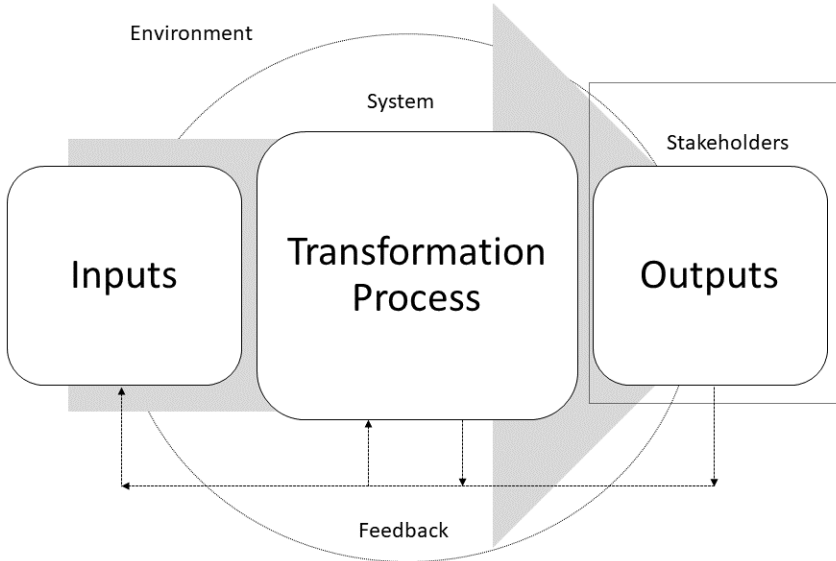 Environment
System
Stakeholders
Inputs
Transformation
Process
Outputs
Feedback